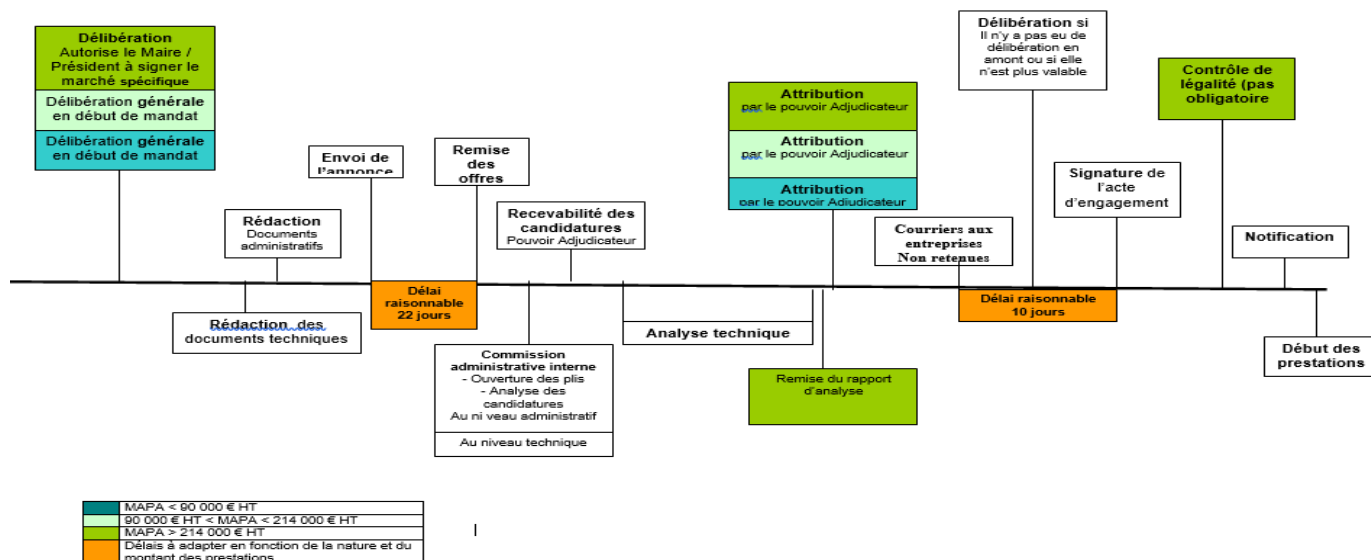 Délibération
Autorise le Maire /
Président à signer le
marché spécifique
Délibération générale
en début de mandat
Délibération générale
en début de mandat
Rédaction
Documents
administratifs
Rédaction des
documents techniques
Envoi de
l'annonce
Délai
raisonnable
22 jours
Remise
des
offres
Commission
administrative interne
- Ouverture des plis
- Analyse des
candidatures
Au ni veau administratif
Au niveau technique
Recevabilité des
candidatures
Pouvoir Adjudicateur
Analyse technique
Remise du rapport
d'analyse
Attribution
par le pouvoir Adjudicateur
Attribution
par le pouvoir Adjudicateur
Attribution
par le pouvoir Adjudicateur
Courriers aux
entreprises
Non retenues
Délai raisonnable
10 jours
Délibération si
Il n'y a pas eu de
délibération en
amont ou si elle
n'est plus valable
Signature de
l'acte
d'engagement
Contrôle de
légalité (pas
obligatoire
Notification
Début des
prestations
MAPA < 90 000 € HT
90 000 € HT < MAPA < 214 000 € HT
MAPA > 214 000 € HT
Délais à adapter en fonction de la nature et du
montant des prestations